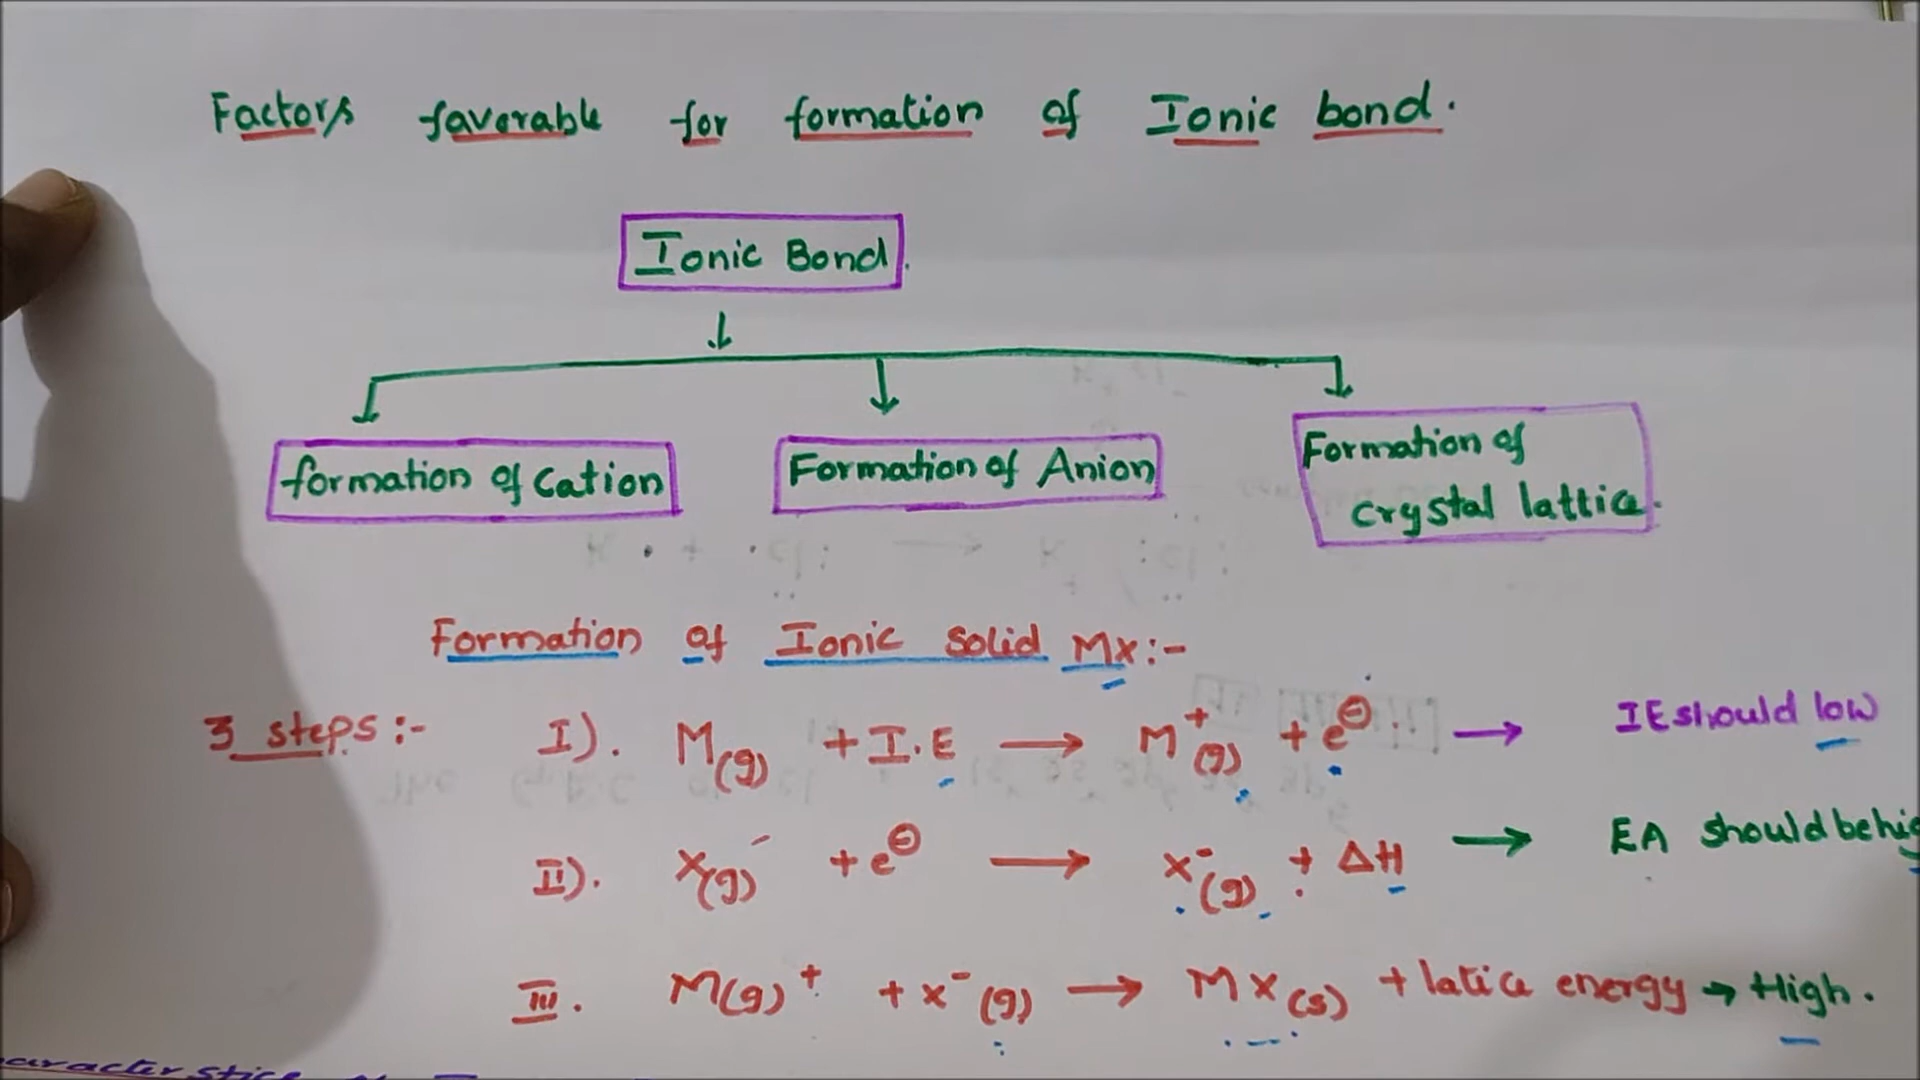 Factors favorable for formation of Ionic bond.
Ionic Bond.
formation of Cation
Formation of Anion
Formation of
crystal lattice.
Formation of Ionic solid MX:-
3 steps:- I). M(g) + I.E → M⁺(g) + e⊖ → IE should low
II). X(g) + e⊖ → X⁻(g) + ΔH → EA should be hig
III. M(g)⁺ + X⁻(g) → MX(s) + latice energy → High.